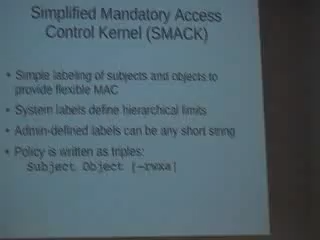 Simplified Mandatory Access
Control Kernel (SMACK)
• Simple labeling of subjects and objects to
provide flexible MAC
• System labels define hierarchical limits
• Admin-defined labels can be any short string
• Policy is written as triples:
Subject Object [-rwxa]